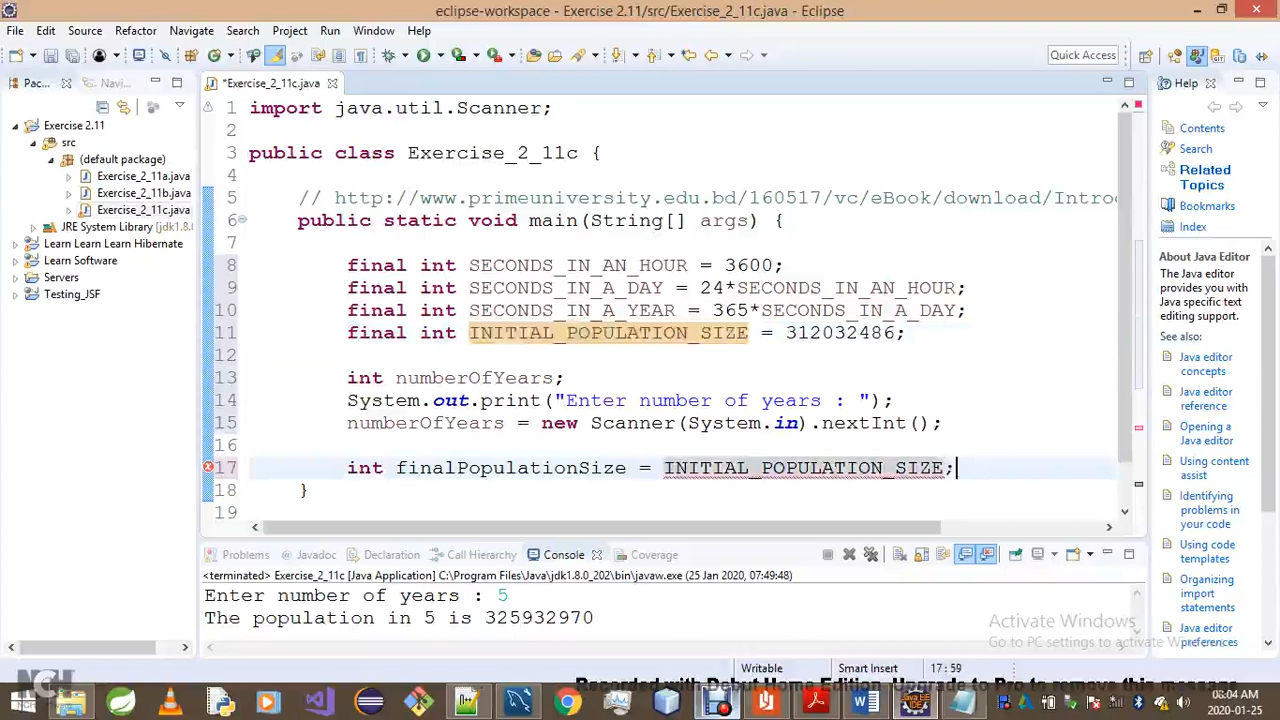 eclipse-workspace - Exercise 2.11/src/Exercise_2_11c.java - Eclipse
File Edit Source Refactor Navigate Search Project Run Window Help
Quick Access
Pac... Navi... *Exercise_2_11c.java Help
1 import java.util.Scanner;
2
3 public class Exercise_2_11c {
4
5 // http://www.primeuniversity.edu.bd/160517/vc/eBook/download/Intro
6 public static void main(String[] args) {
7
8 final int SECONDS_IN_AN_HOUR = 3600;
9 final int SECONDS_IN_A_DAY = 24*SECONDS_IN_AN_HOUR;
10 final int SECONDS_IN_A_YEAR = 365*SECONDS_IN_A_DAY;
11 final int INITIAL_POPULATION_SIZE = 312032486;
12
13 int numberOfYears;
14 System.out.print("Enter number of years : ");
15 numberOfYears = new Scanner(System.in).nextInt();
16
17 int finalPopulationSize = INITIAL_POPULATION_SIZE;
18 }
19
Exercise 2.11
src
(default package)
Exercise_2_11a.java
Exercise_2_11b.java
Exercise_2_11c.java
JRE System Library [jdk1.8.0
Learn Learn Learn Hibernate
Learn Software
Servers
Testing_JSF
Contents
Search
Related
Topics
Bookmarks
Index
About Java Editor
The Java editor
provides you with
Java specific text
editing support.
See also:
Java editor
concepts
Java editor
reference
Using content
assist
Identifying
problems in
your code
Using code
templates
Organizing
import
statements
Java editor
preferences
Problems Javadoc Declaration Call Hierarchy Console Coverage
<terminated> Exercise_2_11c [Java Application] C:\Program Files\Java\jdk1.8.0_202\bin\javaw.exe (25 Jan 2020, 07:49:48)
Enter number of years : 5
The population in 5 is 325932970
Activate Windows
Go to PC settings to activate Windows.
Writable Smart Insert 17 : 59
NCH
Recorded with Debut Home Edition. Upgrade to Pro to remove this message
08:04 AM
2020-01-25